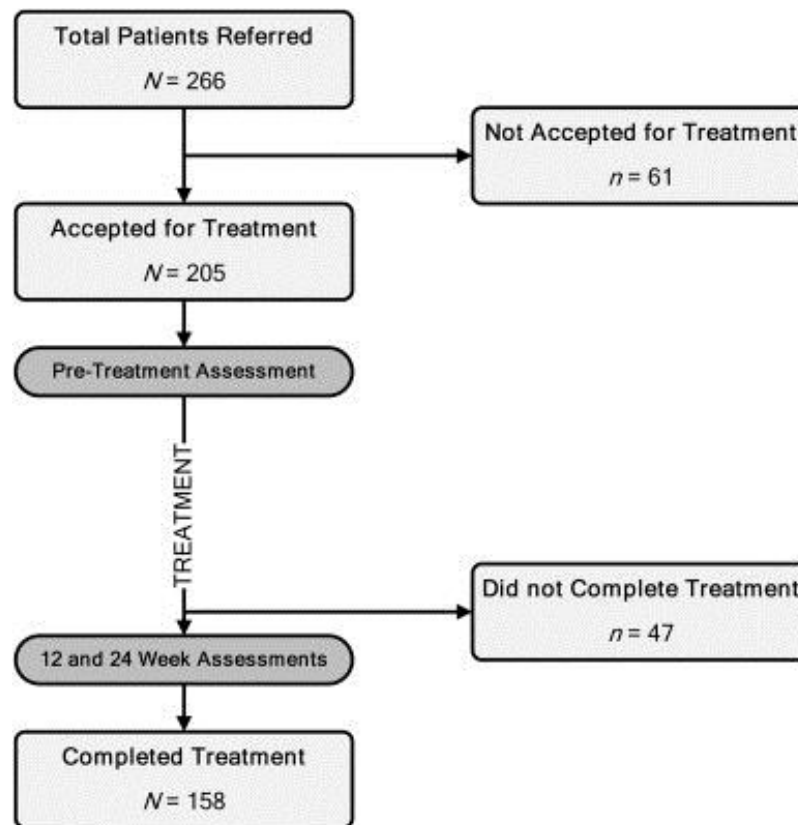 Total Patients Referred
N = 266
Not Accepted for Treatment
n = 61
Accepted for Treatment
N = 205
Pre-Treatment Assessment
TREATMENT
Did not Complete Treatment
n = 47
12 and 24 Week Assessments
Completed Treatment
N = 158